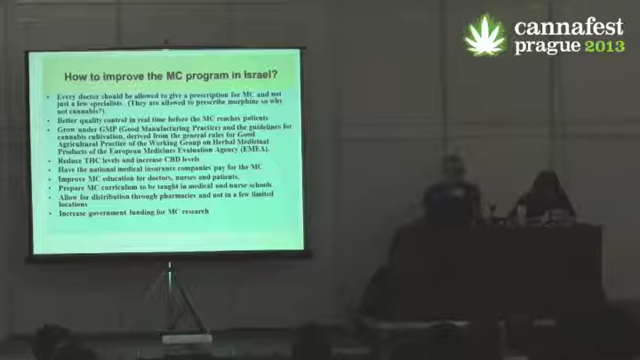 cannafest
prague 2013
How to improve the MC program in Israel?
• Every doctor should be allowed to give a prescription for MC and not
just a few specialists . (They are allowed to prescribe morphine so why
not cannabis?)
• Better quality control in real time before the MC reaches patients
• Grow under GMP (Good Manufacturing Practice) and the guidelines for
cannabis cultivation, derived from the general rules for Good
Agricultural Practice of the Working Group on Herbal Medicinal
Products of the European Medicines Evaluation Agency (EMEA).
• Reduce THC levels and increase CBD levels
• Have the national medical insurance companies pay for the MC
• Improve MC education for doctors, nurses and patients.
• Prepare MC curriculum to be taught in medical and nurse schools
• Allow for distribution through pharmacies and not in a few limited
locations
• Increase government funding for MC research